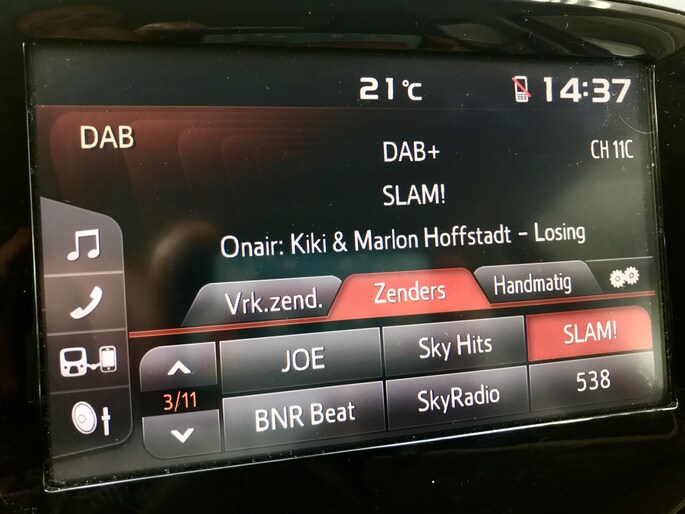 21°C 14:37
DAB
DAB+ CH 11C
SLAM!
Onair: Kiki & Marlon Hoffstadt - Losing
Vrk.zend. Zenders Handmatig
JOE Sky Hits SLAM!
3/11
BNR Beat SkyRadio 538